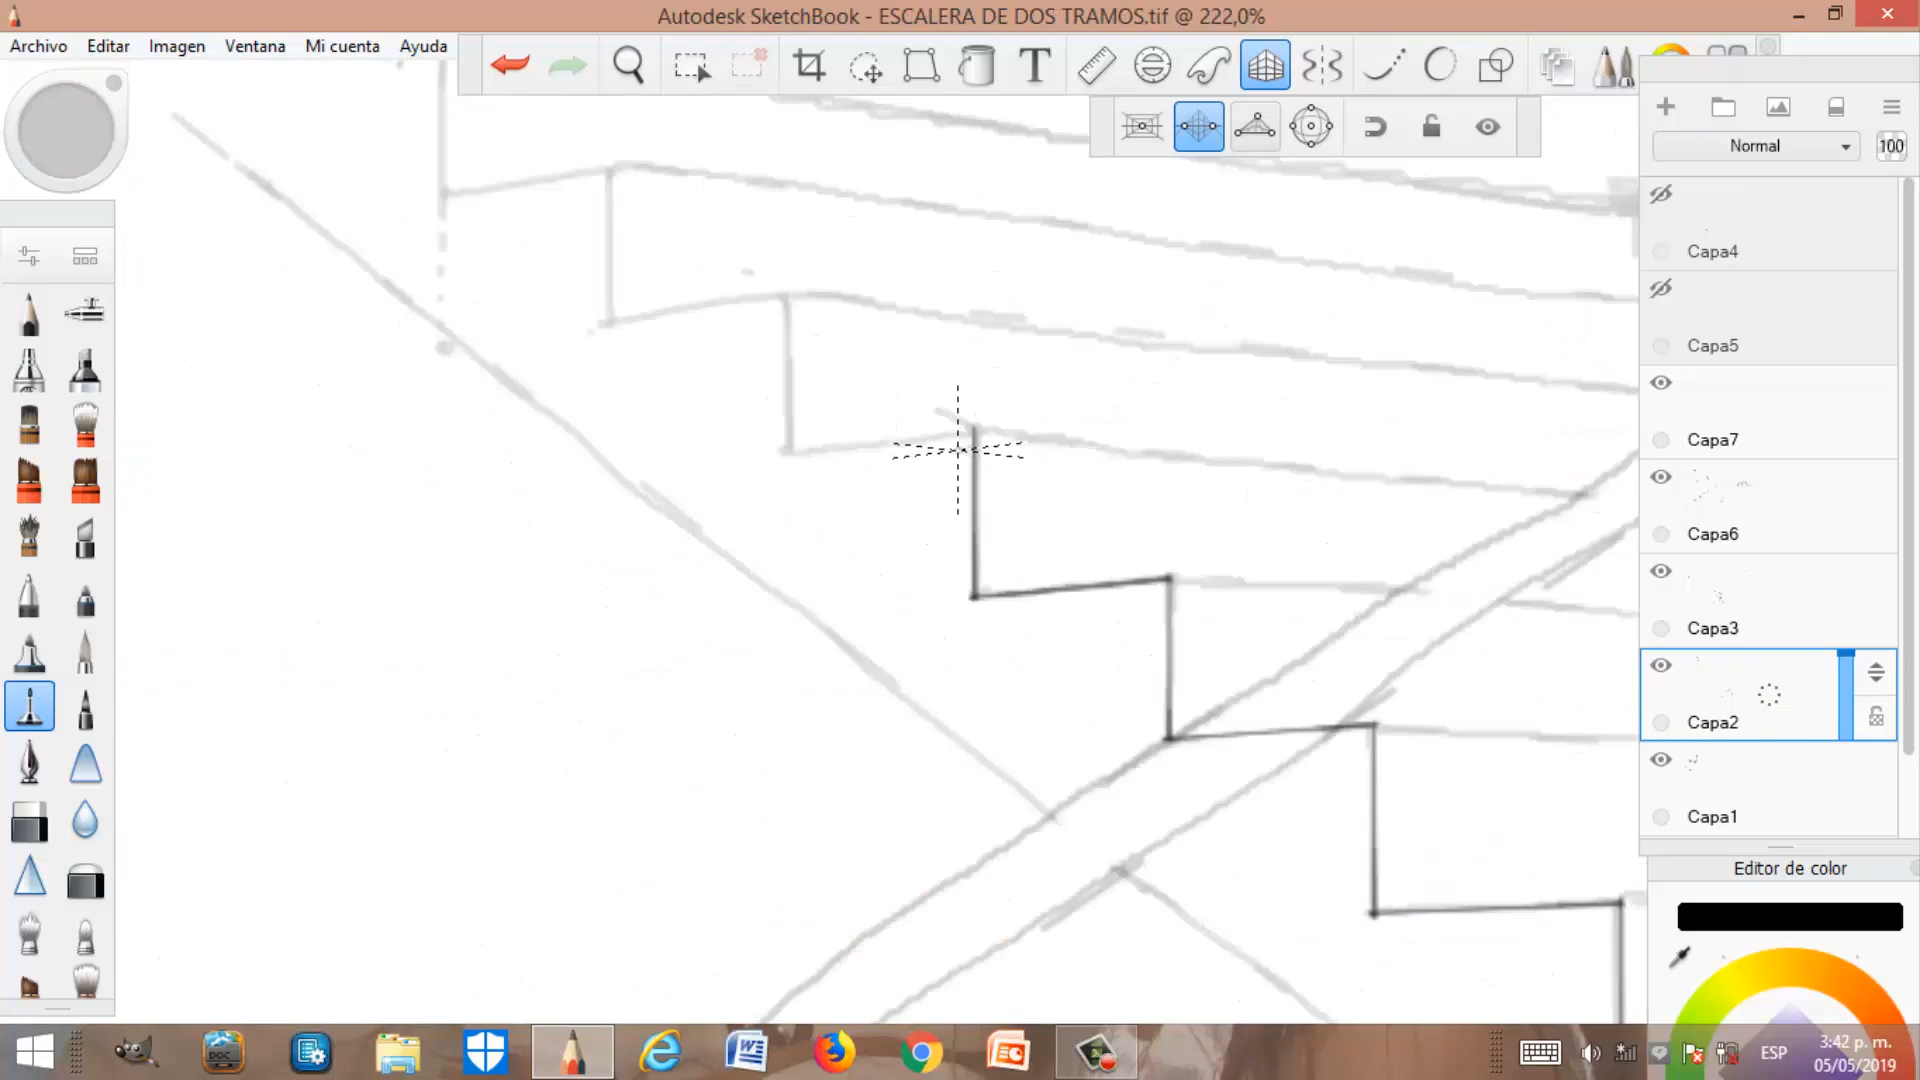 Autodesk SketchBook - ESCALERA DE DOS TRAMOS.tif @ 222,0%
Archivo Editar Imagen Ventana Mi cuenta Ayuda
T
Normal 100
Capa4
Capa5
Capa7
Capa6
Capa3
Capa2
Capa1
Editor de color
DOC
ESP
3:42 p. m.
05/05/2019